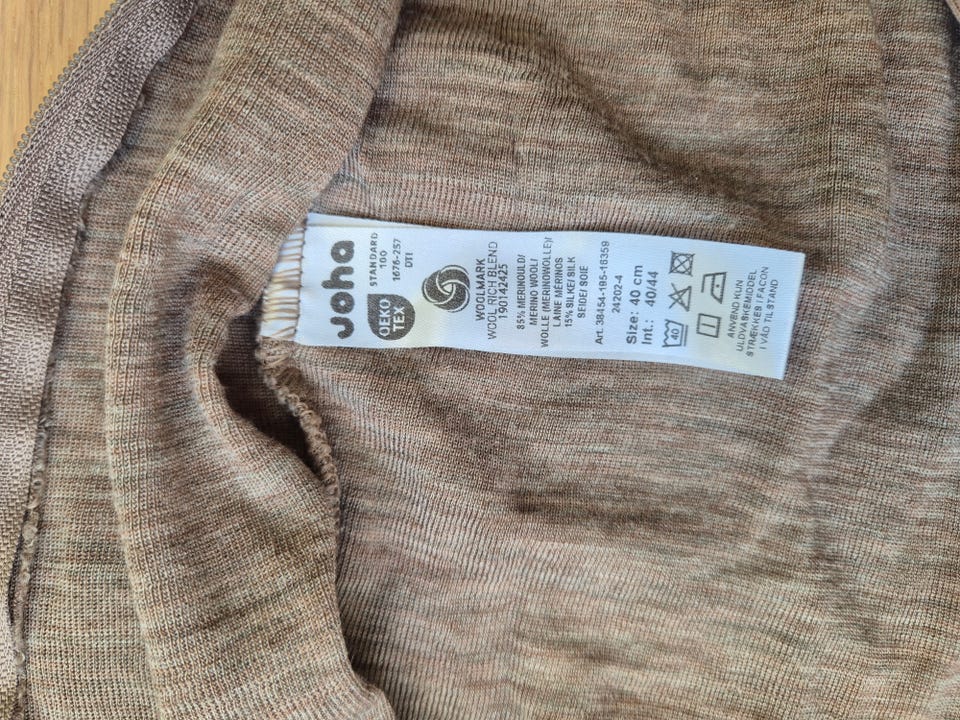 Joha
STANDARD
100
OEKO
TEX
1676-257
DTI
WOOLMARK
WOOL RICH BLEND
190142425
85% MERINOULD/
MERINO WOOL/
WOLLE (MERINOWOLLE)/
LAINE MERINOS
15% SILKE/ SILK
SEIDE/ SOIE
Art. 38454-185-16359
24202-4
Size: 40 cm
Int.: 40/44
40
ANVEND KUN
ULDVASKEMIDDEL
STRÆKKES I FACON
I VÅD TILSTAND